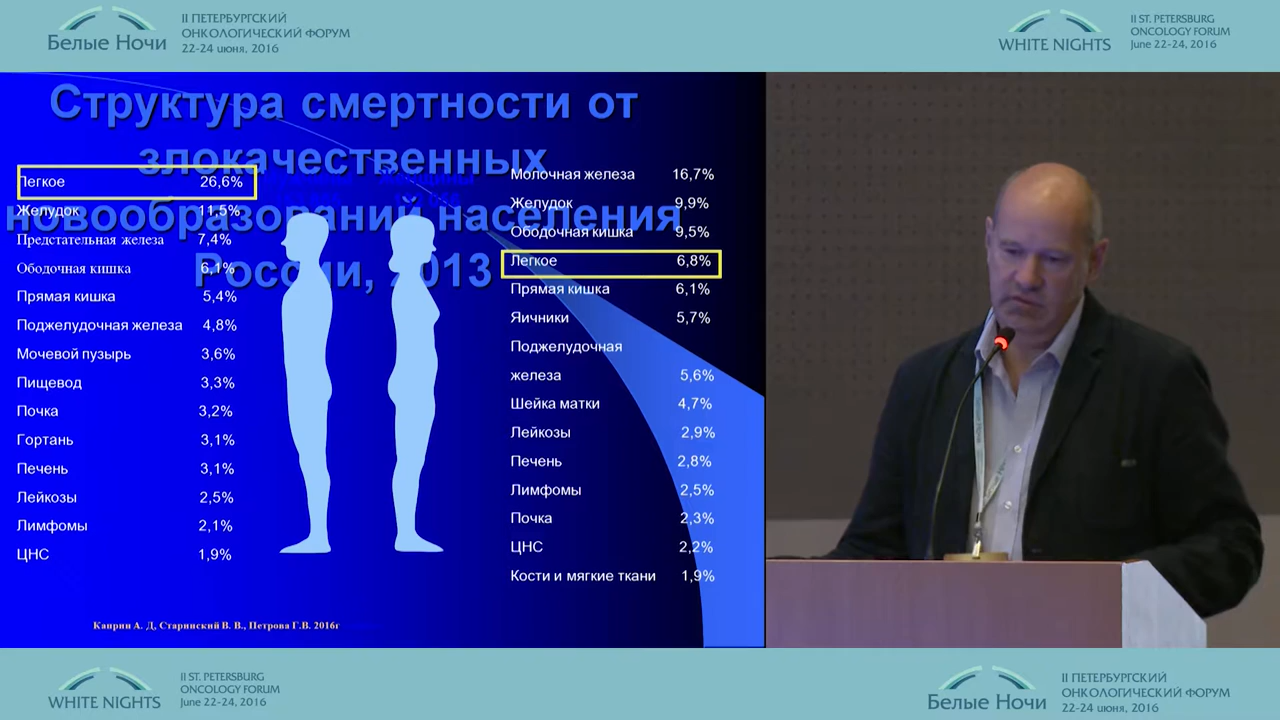 Белые Ночи
II ПЕТЕРБУРГСКИЙ
ОНКОЛОГИЧЕСКИЙ ФОРУМ
22-24 июня, 2016
WHITE NIGHTS
II ST. PETERSBURG
ONCOLOGY FORUM
June 22-24, 2016
Структура смертности от
злокачественных
новообразований населения
России, 2013
Легкое 26,6%
Желудок 11,5%
Предстательная железа 7,4%
Ободочная кишка 6,1%
Прямая кишка 5,4%
Поджелудочная железа 4,8%
Мочевой пузырь 3,6%
Пищевод 3,3%
Почка 3,2%
Гортань 3,1%
Печень 3,1%
Лейкозы 2,5%
Лимфомы 2,1%
ЦНС 1,9%
Молочная железа 16,7%
Желудок 9,9%
Ободочная кишка 9,5%
Легкое 6,8%
Прямая кишка 6,1%
Яичники 5,7%
Поджелудочная
железа 5,6%
Шейка матки 4,7%
Лейкозы 2,9%
Печень 2,8%
Лимфомы 2,5%
Почка 2,3%
ЦНС 2,2%
Кости и мягкие ткани 1,9%
Каприн А. Д, Старинский В. В., Петрова Г.В. 2016г
WHITE NIGHTS
II ST. PETERSBURG
ONCOLOGY FORUM
June 22-24, 2016
Белые Ночи
II ПЕТЕРБУРГСКИЙ
ОНКОЛОГИЧЕСКИЙ ФОРУМ
22-24 июня, 2016